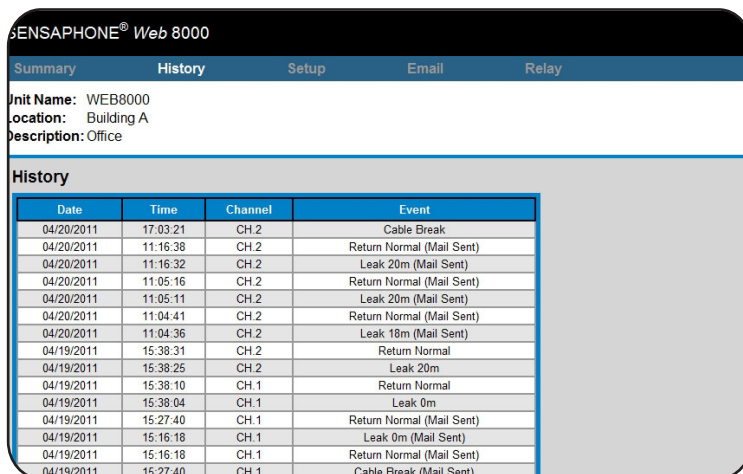 SENSAPHONE® Web 8000
Summary History Setup Email Relay
Unit Name: WEB8000
Location: Building A
Description: Office
History
Date Time Channel Event
04/20/2011 17:03:21 CH.2 Cable Break
04/20/2011 11:16:38 CH.2 Return Normal (Mail Sent)
04/20/2011 11:16:32 CH.2 Leak 20m (Mail Sent)
04/20/2011 11:05:16 CH.2 Return Normal (Mail Sent)
04/20/2011 11:05:11 CH.2 Leak 20m (Mail Sent)
04/20/2011 11:04:41 CH.2 Return Normal (Mail Sent)
04/20/2011 11:04:36 CH.2 Leak 18m (Mail Sent)
04/19/2011 15:38:31 CH.2 Return Normal
04/19/2011 15:38:25 CH.2 Leak 20m
04/19/2011 15:38:10 CH.1 Return Normal
04/19/2011 15:38:04 CH.1 Leak 0m
04/19/2011 15:27:40 CH.1 Return Normal (Mail Sent)
04/19/2011 15:16:18 CH.1 Leak 0m (Mail Sent)
04/19/2011 15:16:18 CH.1 Return Normal (Mail Sent)
04/19/2011 15:27:40 CH.1 Cable Break (Mail Sent)